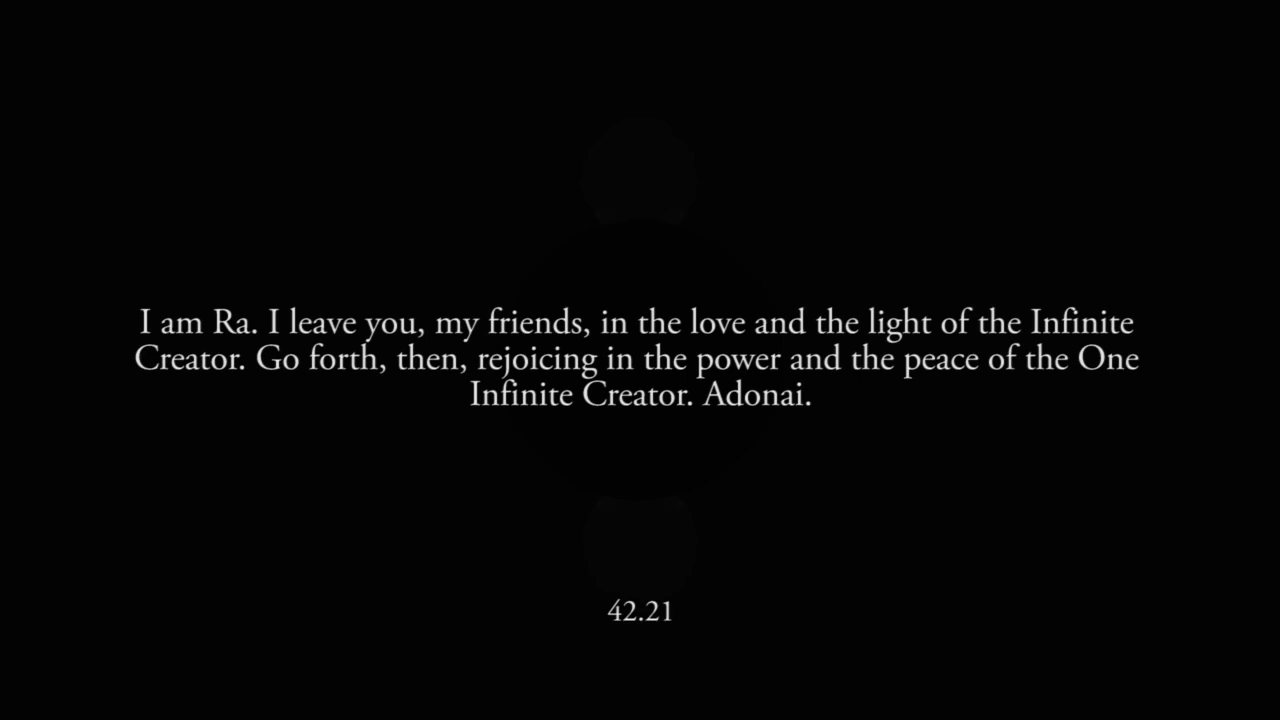 I am Ra. I leave you, my friends, in the love and the light of the Infinite
Creator. Go forth, then, rejoicing in the power and the peace of the One
Infinite Creator. Adonai.
42.21